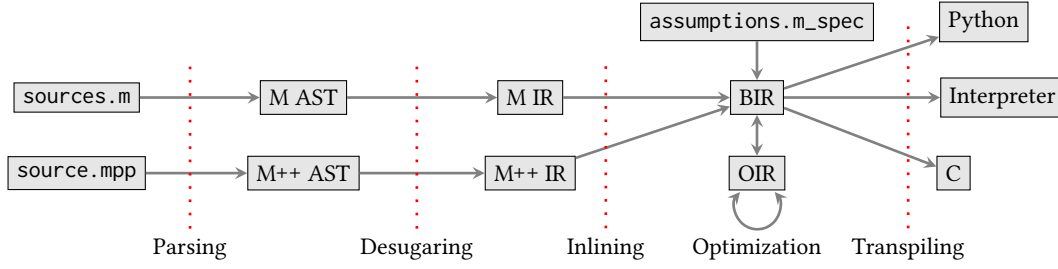 assumptions.m_spec
Python
sources.m
M AST
M IR
BIR
Interpreter
source.mpp
M++ AST
M++ IR
OIR
C
Parsing
Desugaring
Inlining
Optimization
Transpiling